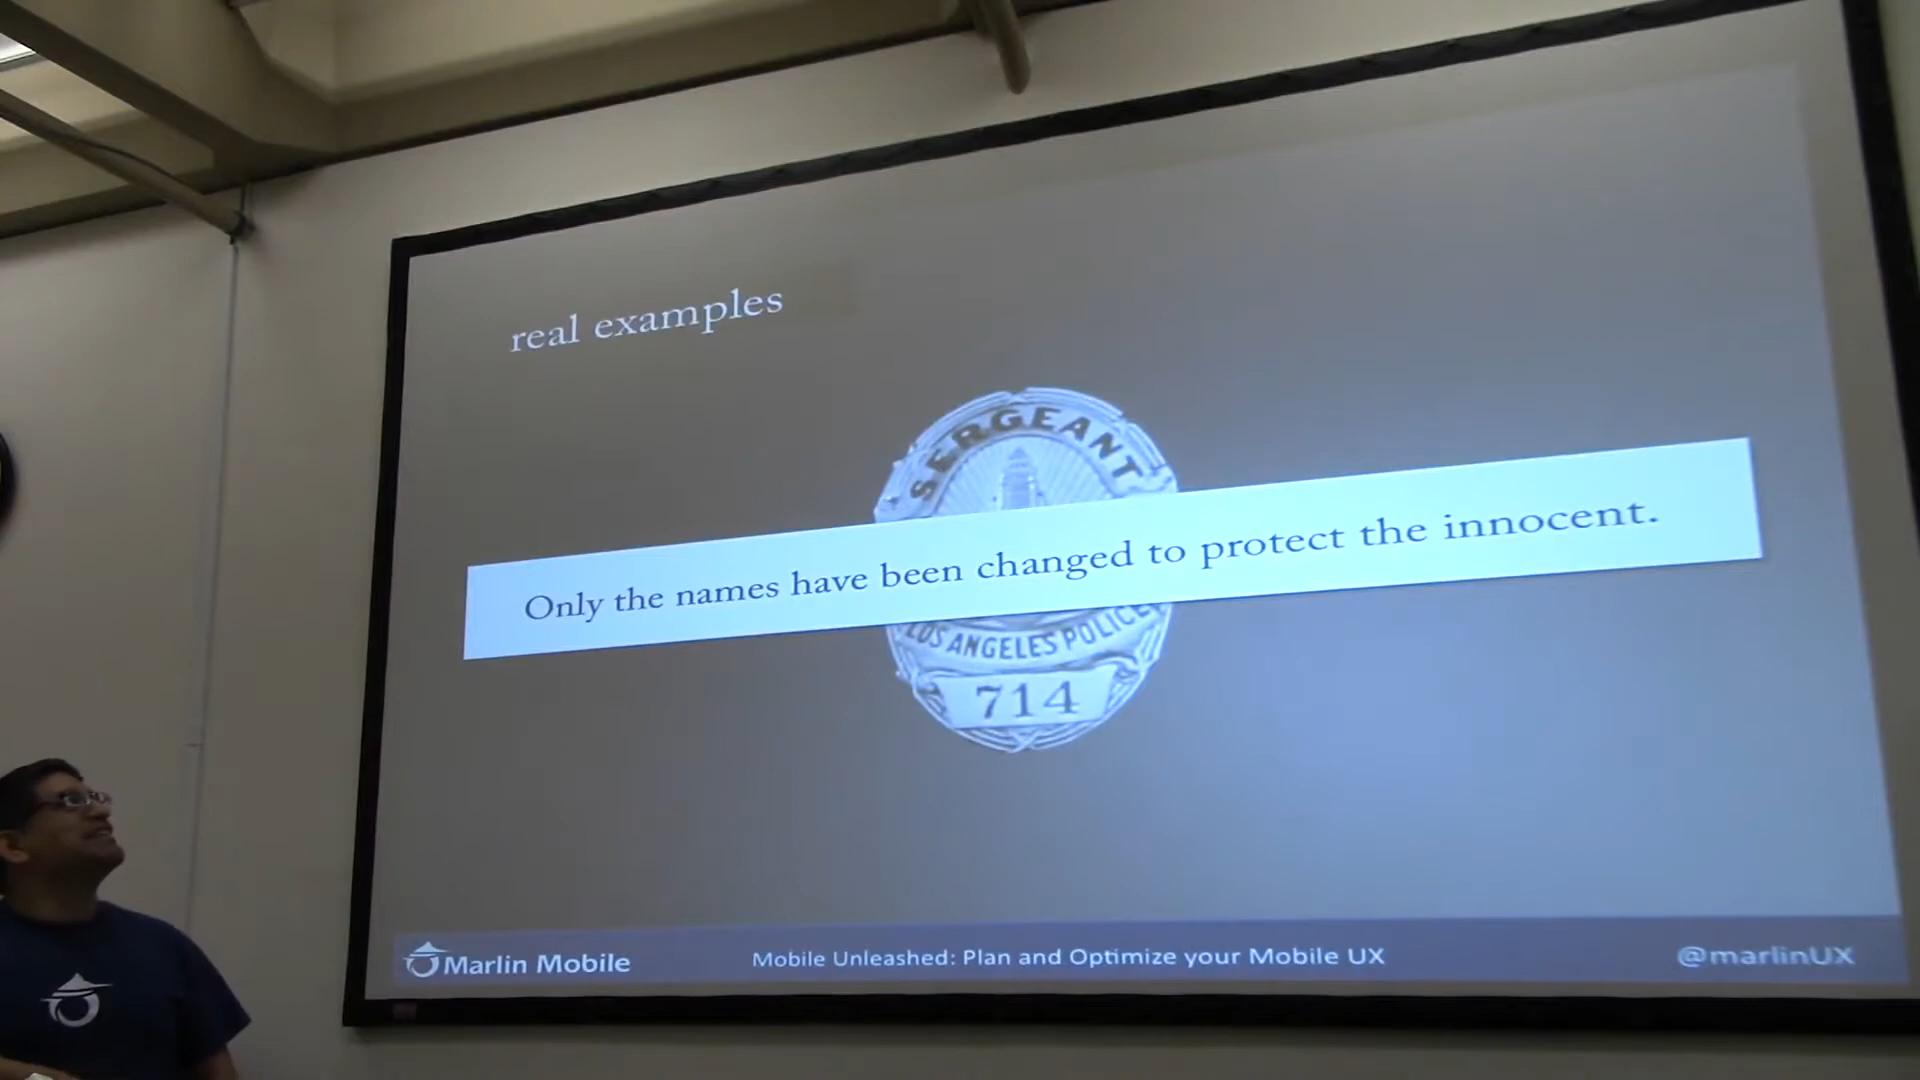 real examples
SERGEANT
Only the names have been changed to protect the innocent.
LOS ANGELES POLICE
714
Marlin Mobile
Mobile Unleashed: Plan and Optimize your Mobile UX
@marlinUX